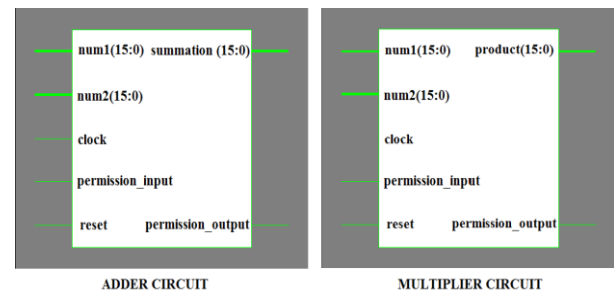 num1(15:0) summation (15:0)
num2(15:0)
clock
permission_input
reset permission_output
ADDER CIRCUIT
num1(15:0) product(15:0)
num2(15:0)
clock
permission_input
reset permission_output
MULTIPLIER CIRCUIT